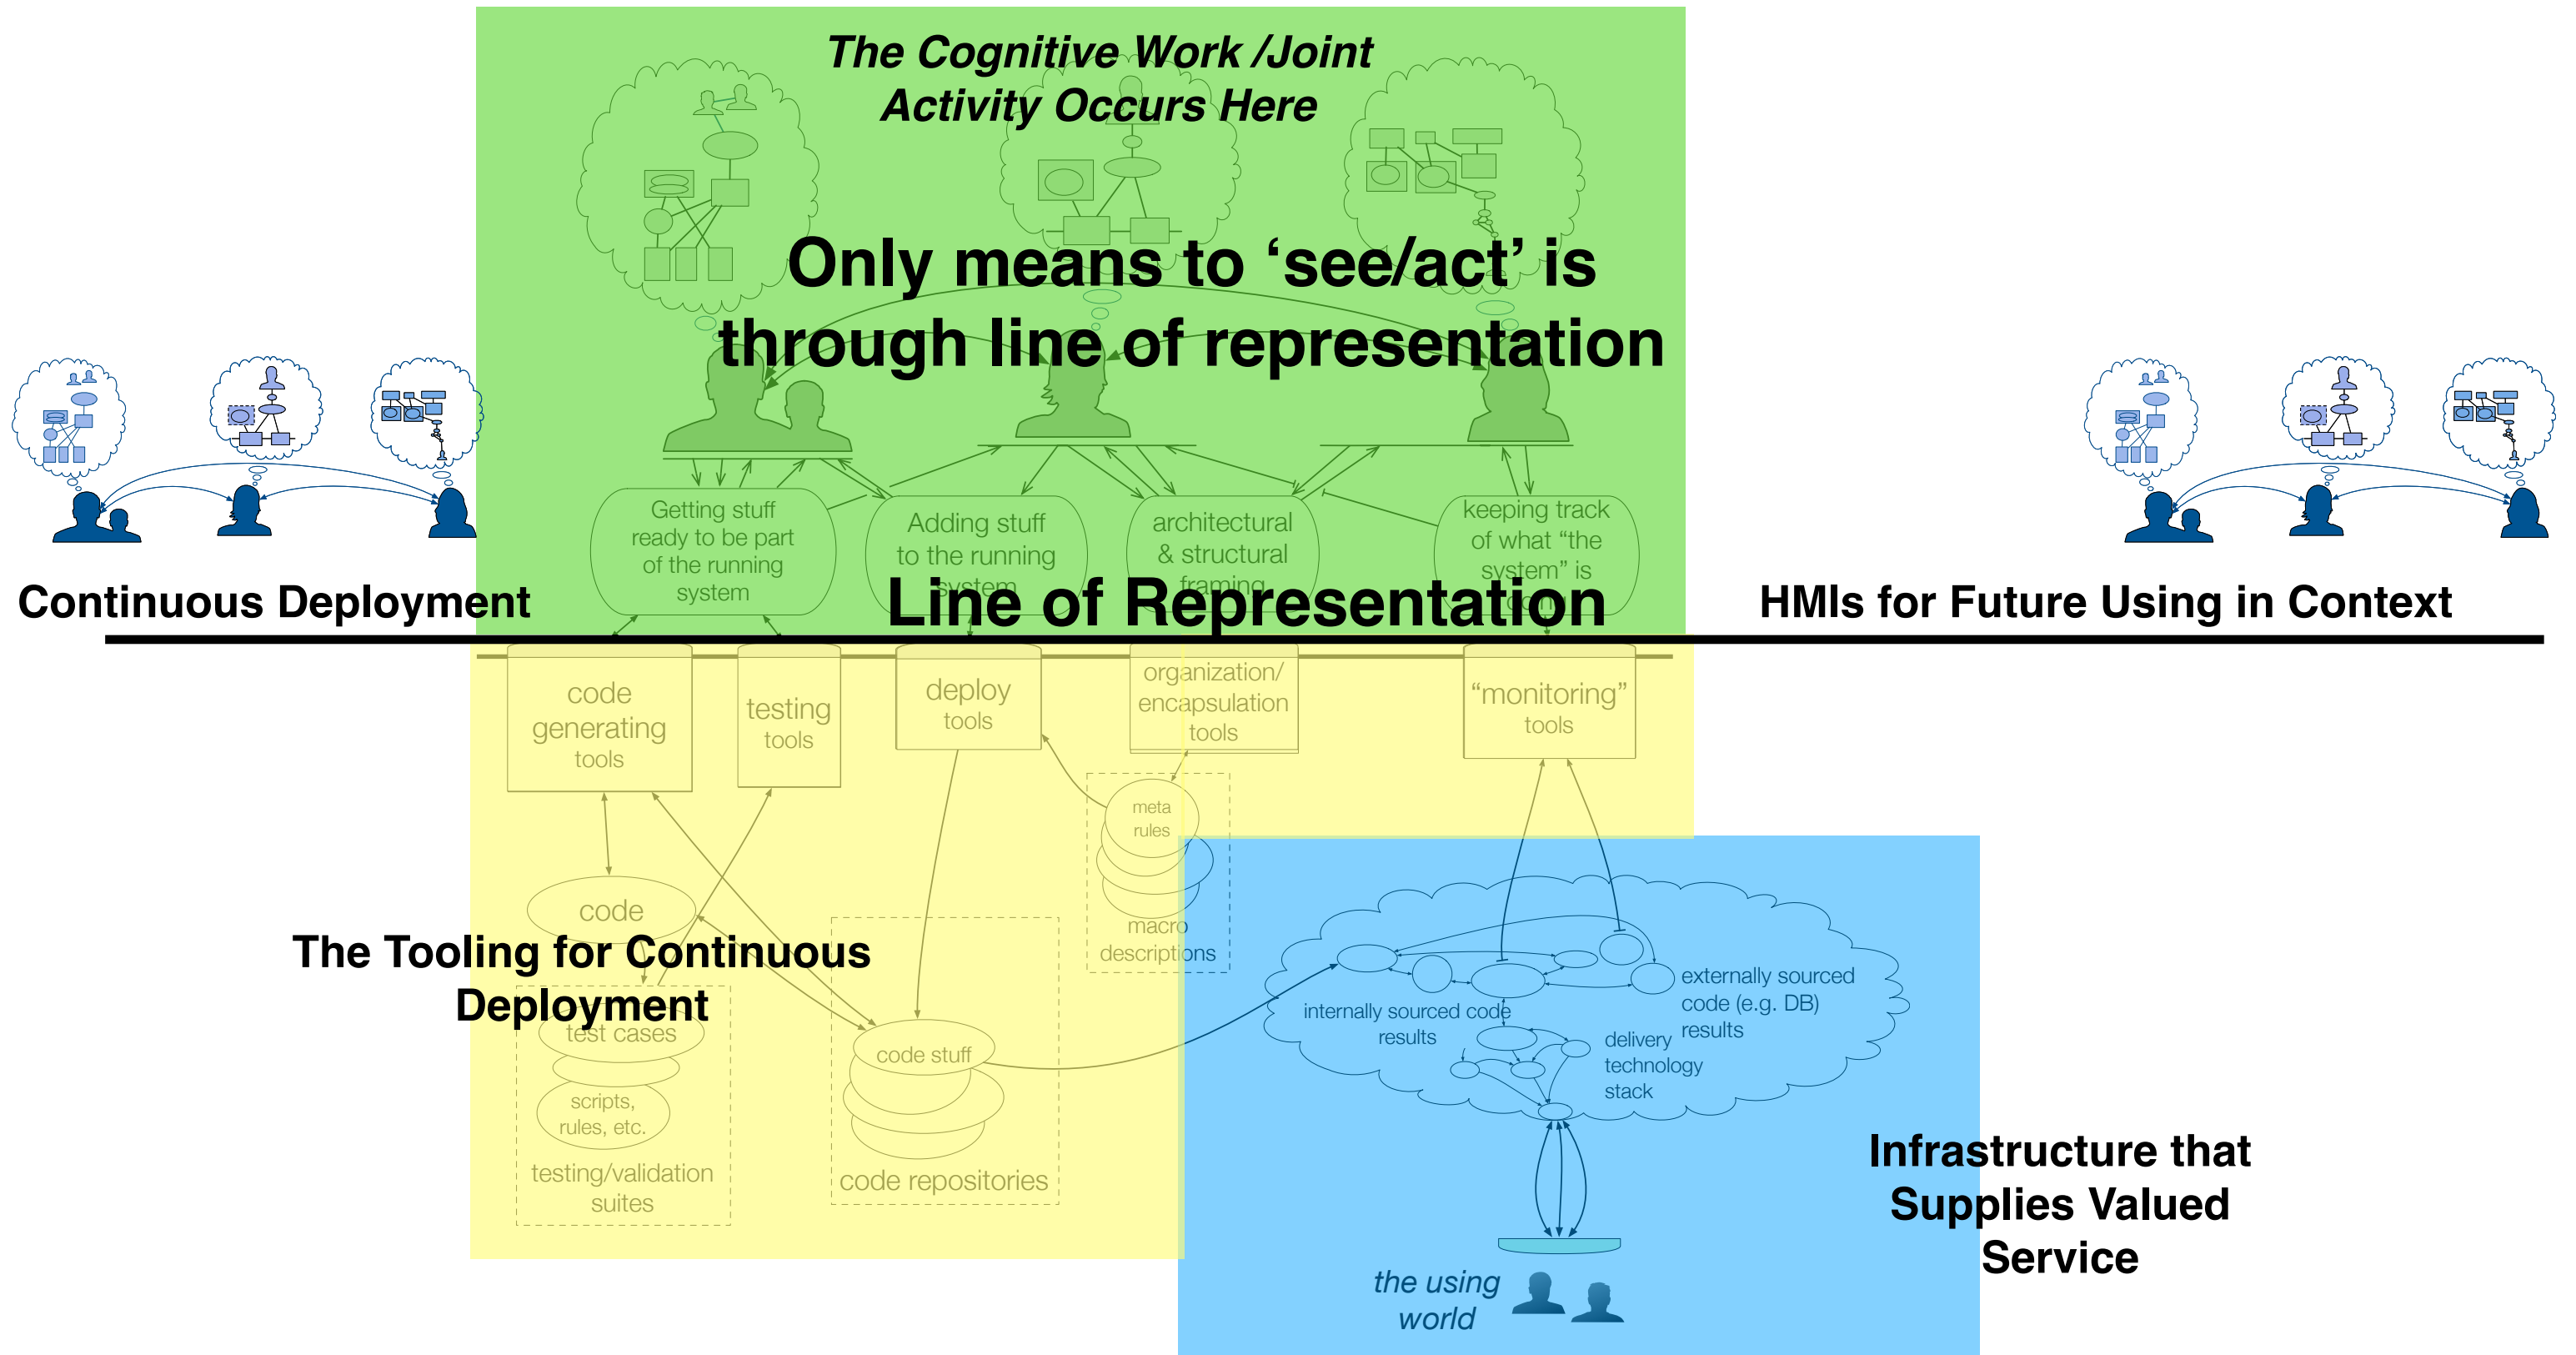 The Cognitive Work /Joint
Activity Occurs Here
Only means to ‘see/act’ is
through line of representation
Getting stuff
ready to be part
of the running
system
Adding stuff
to the running
system
architectural
& structural
framing
keeping track
of what “the
system” is
doing
Continuous Deployment
Line of Representation
HMIs for Future Using in Context
code
generating
tools
testing
tools
deploy
tools
organization/
encapsulation
tools
“monitoring”
tools
meta
rules
macro
descriptions
code
The Tooling for Continuous
Deployment
test cases
scripts,
rules, etc.
testing/validation
suites
code stuff
code repositories
internally sourced code
results
externally sourced
code (e.g. DB)
results
delivery
technology
stack
Infrastructure that
Supplies Valued
Service
the using
world